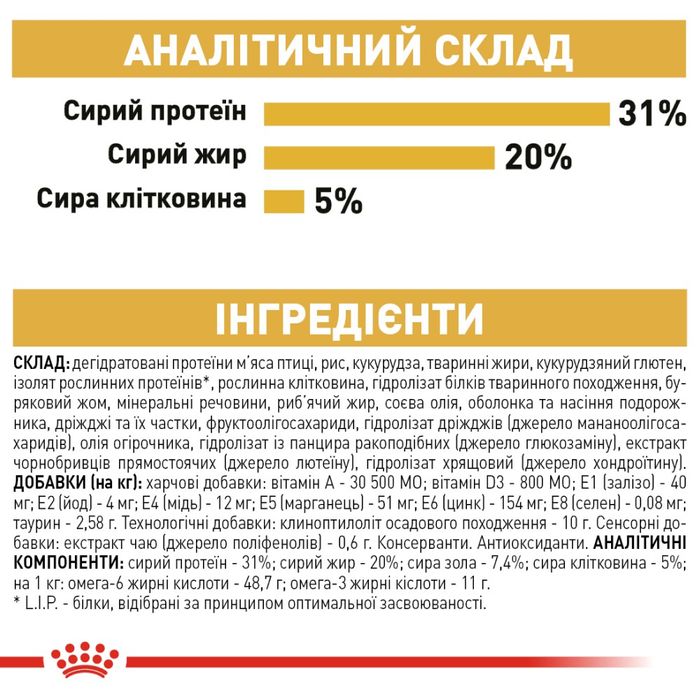 АНАЛІТИЧНИЙ СКЛАД
Сирий протеїн 31%
Сирий жир 20%
Сира клітковина 5%
ІНГРЕДІЄНТИ
СКЛАД: дегідратовані протеїни м’яса птиці, рис, кукурудза, тваринні жири, кукурудзяний глютен,
ізолят рослинних протеїнів*, рослинна клітковина, гідролізат білків тваринного походження, бу-
ряковий жом, мінеральні речовини, риб’ячий жир, соєва олія, оболонка та насіння подорож-
ника, дріжджі та їх частки, фруктоолігосахариди, гідролізат дріжджів (джерело мананоолігоса-
харидів), олія огірочника, гідролізат із панцира ракоподібних (джерело глюкозаміну), екстракт
чорнобривців прямостоячих (джерело лютеїну), гідролізат хрящовий (джерело хондроїтину).
ДОБАВКИ (на кг): харчові добавки: вітамін А - 30 500 МО; вітамін D3 - 800 МО; Е1 (залізо) - 40
мг; Е2 (йод) - 4 мг; Е4 (мідь) - 12 мг; Е5 (марганець) - 51 мг; Е6 (цинк) - 154 мг; Е8 (селен) - 0,08 мг;
таурин - 2,58 г. Технологічні добавки: клиноптилоліт осадового походження - 10 г. Сенсорні до-
бавки: екстракт чаю (джерело поліфенолів) - 0,6 г. Консерванти. Антиоксиданти. АНАЛІТИЧНІ
КОМПОНЕНТИ: сирий протеїн - 31%; сирий жир - 20%; сира зола - 7,4%; сира клітковина - 5%;
на 1 кг: омега-6 жирні кислоти - 48,7 г; омега-3 жирні кіслоти - 11 г.
* L.I.P. - білки, відібрані за принципом оптимальної засвоюваності.